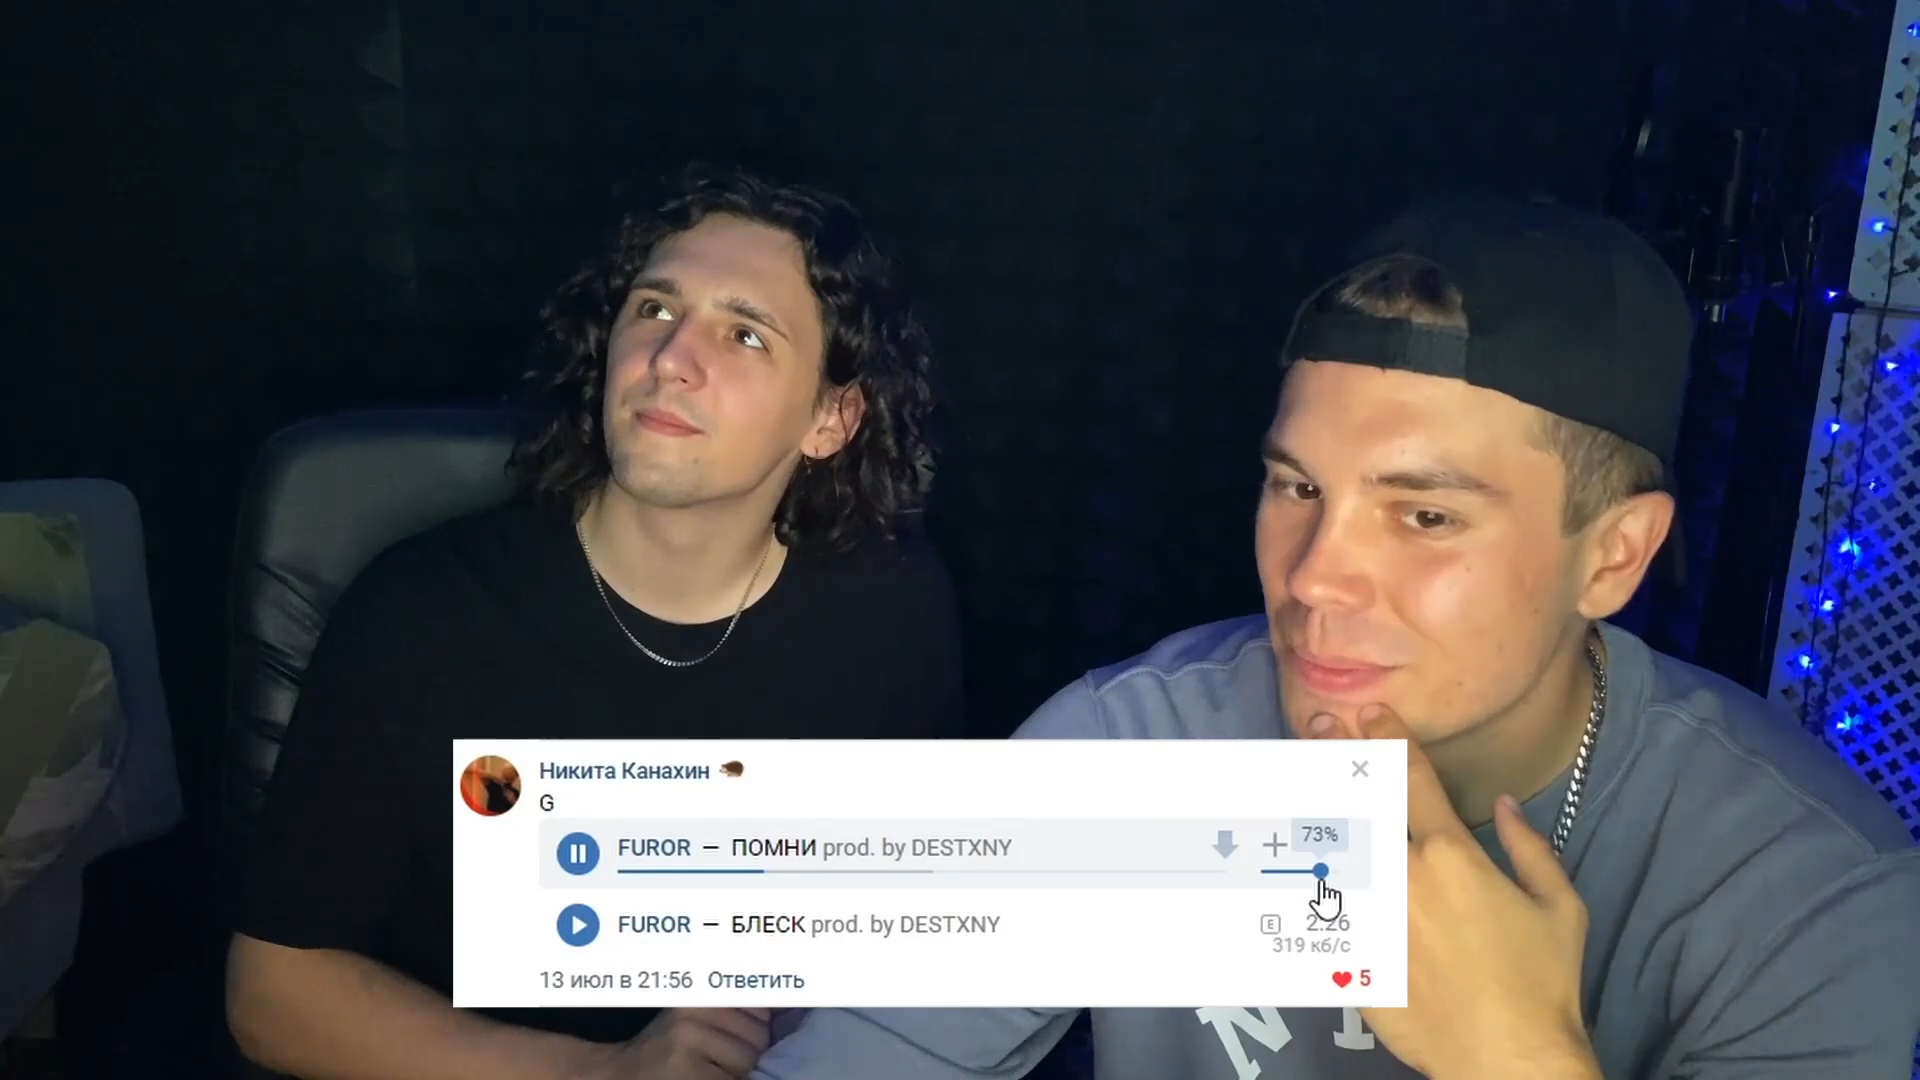 Никита Канахин
G
FUROR — ПОМНИ prod. by DESTXNY
73%
FUROR — БЛЕСК prod. by DESTXNY
E 2:26
319 кб/с
13 июл в 21:56 Ответить
5